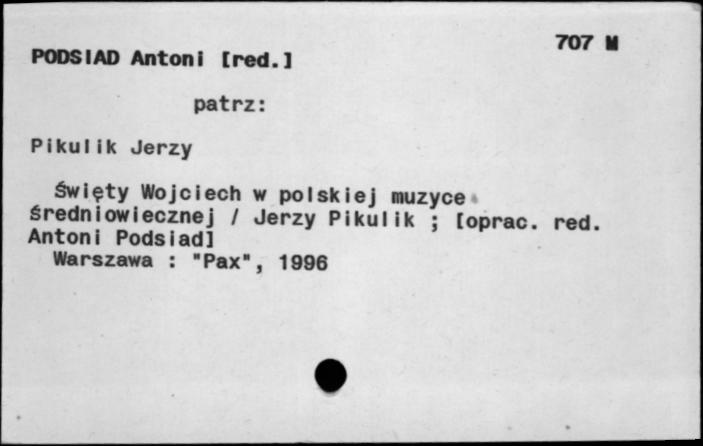 707 M
PODSIAD Antoni [red.]
patrz:
Pikulik Jerzy
Święty Wojciech w polskiej muzyce
średniowiecznej / Jerzy Pikulik ; [oprac. red.
Antoni Podsiad]
Warszawa : "Pax", 1996